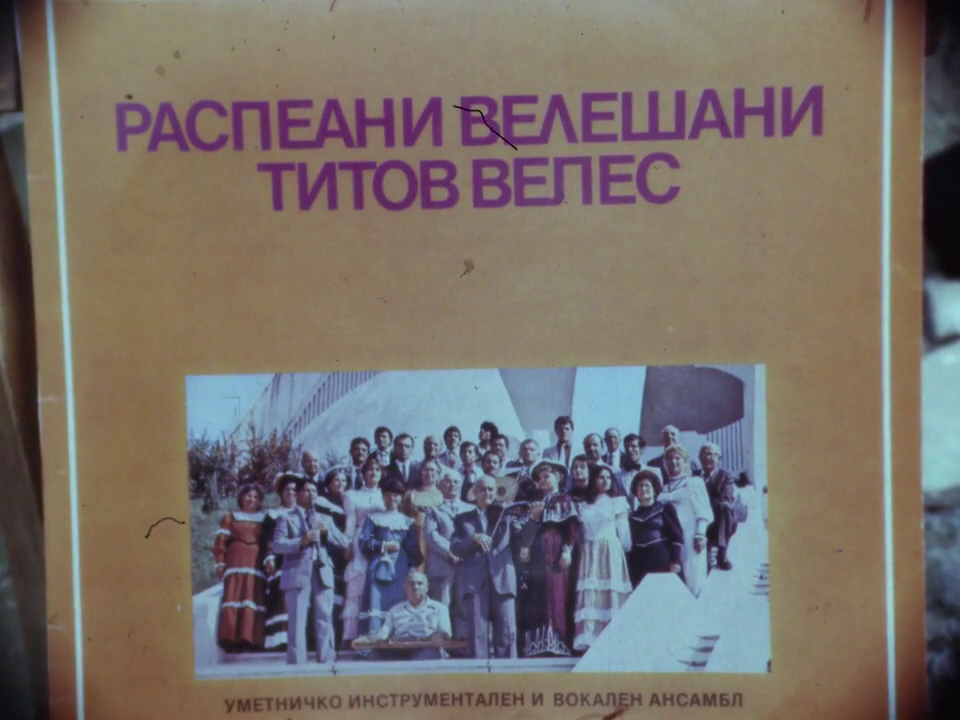 РАСПЕАНИ ВЕЛЕШАНИ
ТИТОВ ВЕЛЕС
УМЕТНИЧКО ИНСТРУМЕНТАЛЕН И ВОКАЛЕН АНСАМБЛ